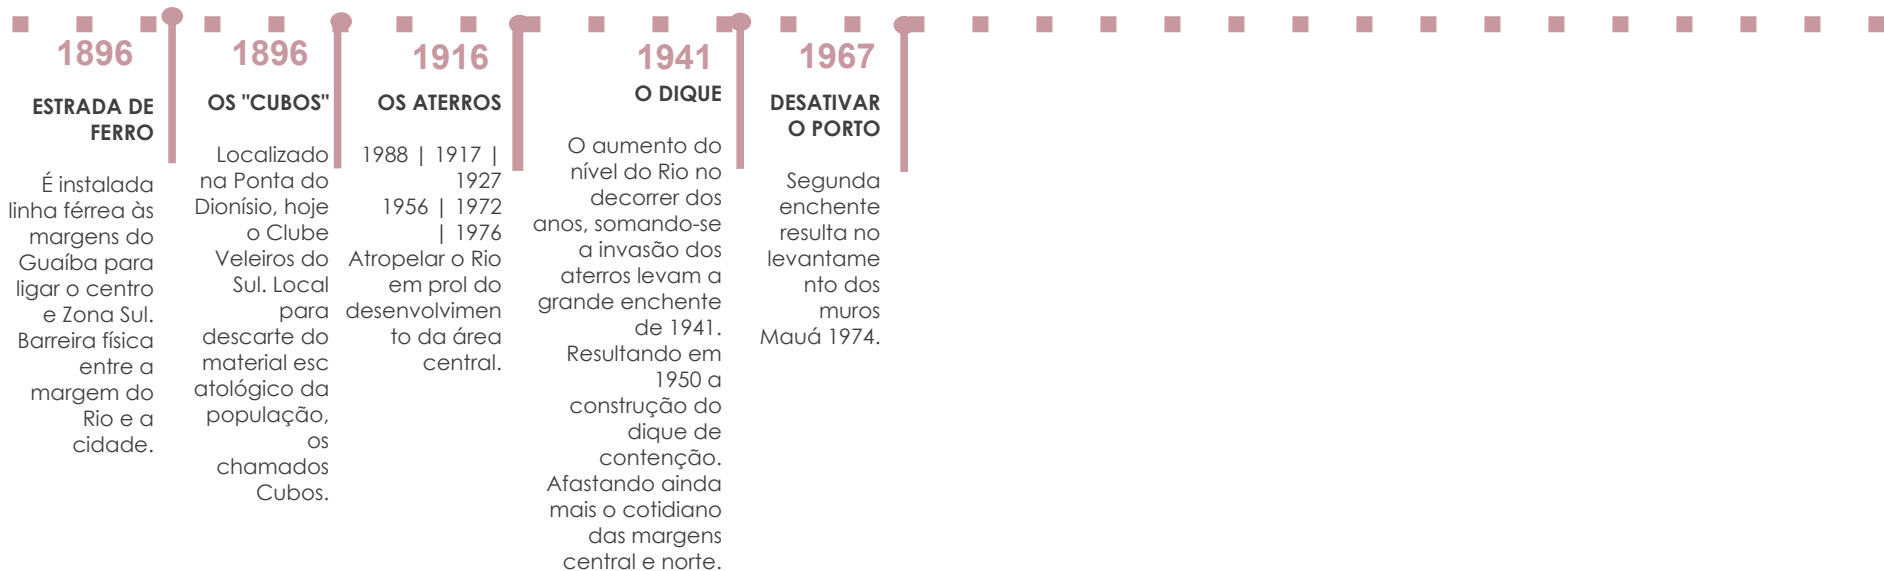 1896
ESTRADA DE
FERRO
É instalada
linha férrea às
margens do
Guaíba para
ligar o centro
e Zona Sul.
Barreira física
entre a
margem do
Rio e a
cidade.
1896
OS "CUBOS"
Localizado
na Ponta do
Dionísio, hoje
o Clube
Veleiros do
Sul. Local
para
descarte do
material esc
atológico da
população,
os
chamados
Cubos.
1916
OS ATERROS
1988 | 1917 |
1927
1956 | 1972
| 1976
Atropelar o Rio
em prol do
desenvolvimen
to da área
central.
1941
O DIQUE
O aumento do
nível do Rio no
decorrer dos
anos, somando-se
a invasão dos
aterros levam a
grande enchente
de 1941.
Resultando em
1950 a
construção do
dique de
contenção.
Afastando ainda
mais o cotidiano
das margens
central e norte.
1967
DESATIVAR
O PORTO
Segunda
enchente
resulta no
levantame
nto dos
muros
Mauá 1974.